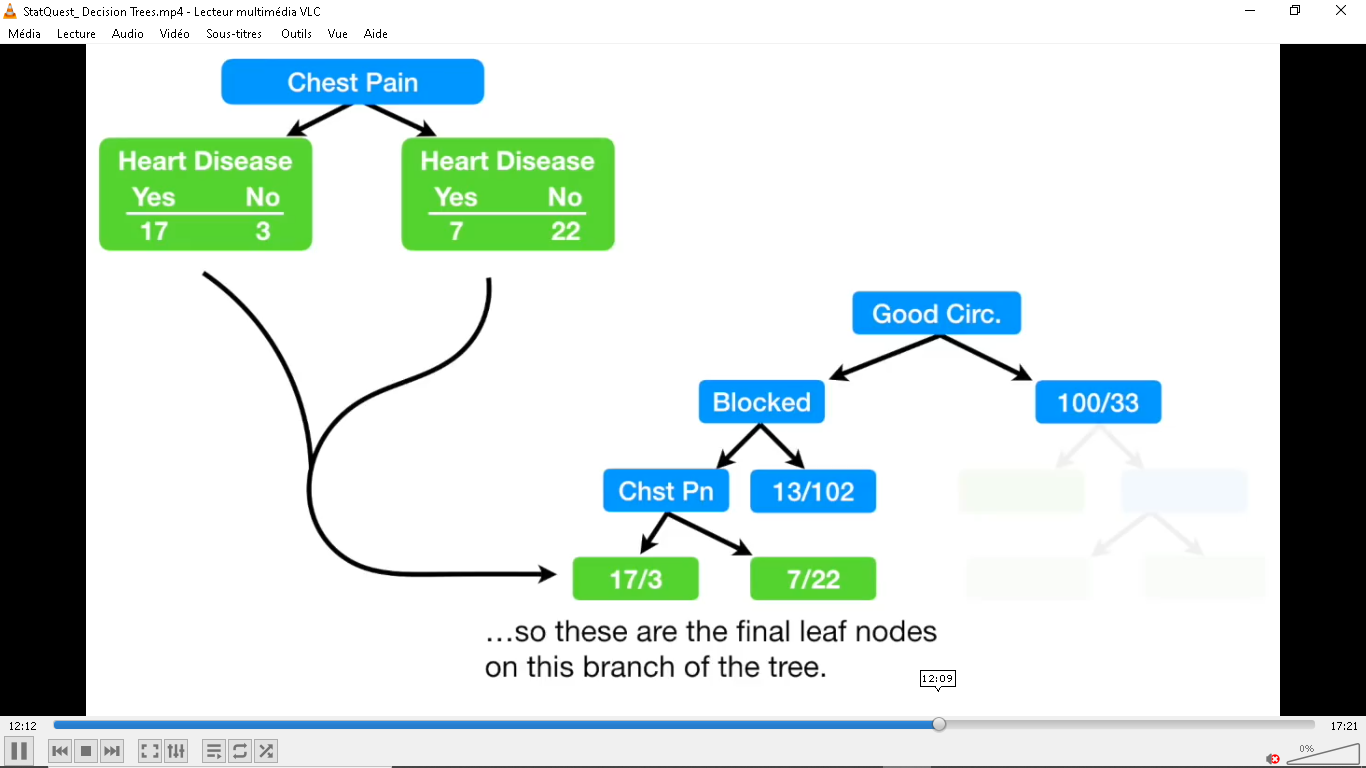 StatQuest_ Decision Trees.mp4 - Lecteur multimédia VLC
Média Lecture Audio Vidéo Sous-titres Outils Vue Aide
Chest Pain
Heart Disease
Yes No
17 3
Heart Disease
Yes No
7 22
Good Circ.
Blocked
100/33
Chst Pn
13/102
17/3
7/22
…so these are the final leaf nodes
on this branch of the tree.
12:09
12:12
17:21
0%